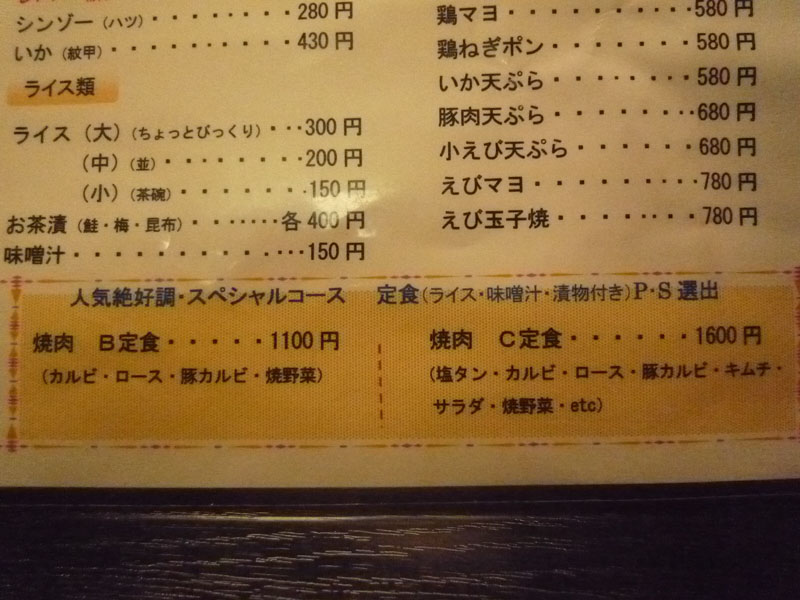 シンゾー（ハツ）・・・・・・・・280円
いか（紋甲）・・・・・・・・・・430円
ライス類
ライス（大）（ちょっとびっくり）・・・300円
（中）（並）・・・・・・・・200円
（小）（茶碗）・・・・・・・150円
お茶漬（鮭・梅・昆布）・・・・・・・各400円
味噌汁・・・・・・・・・・・・・150円
鶏マヨ・・・・・・・・・・580円
鶏ねぎポン・・・・・・・・580円
いか天ぷら・・・・・・・・580円
豚肉天ぷら・・・・・・・・680円
小えび天ぷら・・・・・・・680円
えびマヨ・・・・・・・・・780円
えび玉子焼・・・・・・・・780円
人気絶好調・スペシャルコース 定食（ライス・味噌汁・漬物付き）P・S選出
焼肉 B定食・・・・・1100円
（カルビ・ロース・豚カルビ・焼野菜）
焼肉 C定食・・・・・・1600円
（塩タン・カルビ・ロース・豚カルビ・キムチ・
サラダ・焼野菜・etc）